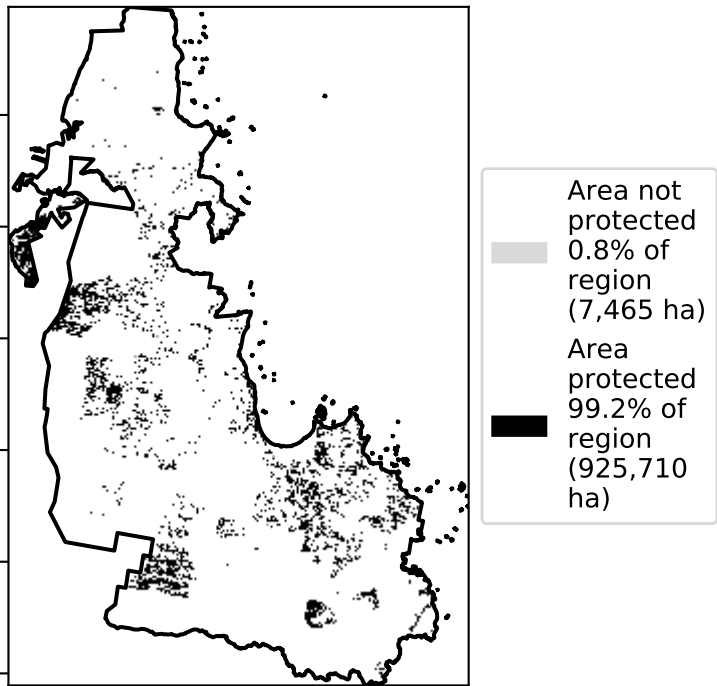 Area not
protected
0.8% of
region
(7,465 ha)
Area
protected
99.2% of
region
(925,710
ha)